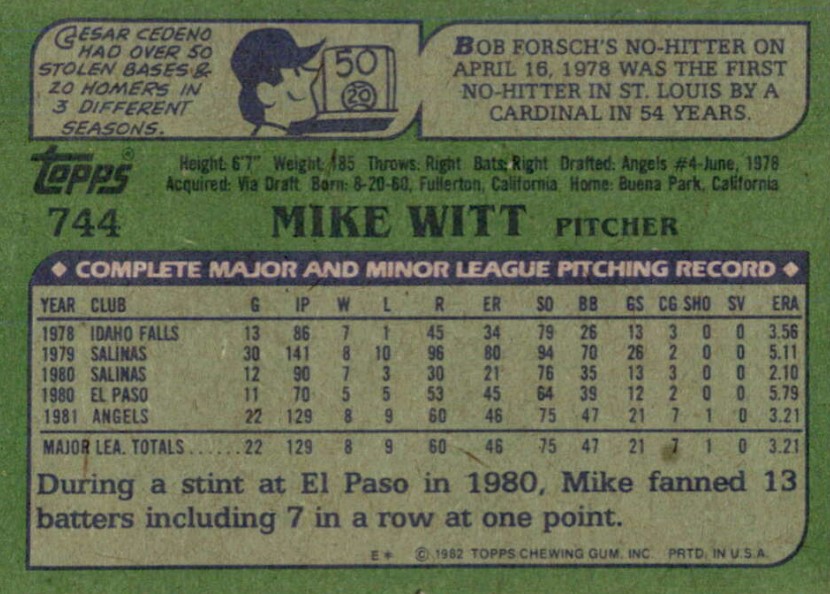 CESAR CEDENO
HAD OVER 50
STOLEN BASES &
20 HOMERS IN
3 DIFFERENT
SEASONS.
50
20
BOB FORSCH'S NO-HITTER ON
APRIL 16, 1978 WAS THE FIRST
NO-HITTER IN ST. LOUIS BY A
CARDINAL IN 54 YEARS.
Topps®
Height: 6'7" Weight: 185 Throws: Right Bats: Right Drafted: Angels #4-June, 1978
Acquired: Via Draft Born: 8-20-60, Fullerton, California Home: Buena Park, California
744 MIKE WITT PITCHER
◆ COMPLETE MAJOR AND MINOR LEAGUE PITCHING RECORD ◆
YEAR CLUB G IP W L R ER SO BB GS CG SHO SV ERA
1978 IDAHO FALLS 13 86 7 1 45 34 79 26 13 3 0 0 3.56
1979 SALINAS 30 141 8 10 96 80 94 70 26 2 0 0 5.11
1980 SALINAS 12 90 7 3 30 21 76 35 13 3 0 0 2.10
1980 EL PASO 11 70 5 5 53 45 64 39 12 2 0 0 5.79
1981 ANGELS 22 129 8 9 60 46 75 47 21 7 1 0 3.21
MAJOR LEA. TOTALS......22 129 8 9 60 46 75 47 21 7 1 0 3.21
During a stint at El Paso in 1980, Mike fanned 13
batters including 7 in a row at one point.
E* © 1982 TOPPS CHEWING GUM, INC. PRTD. IN U.S.A.